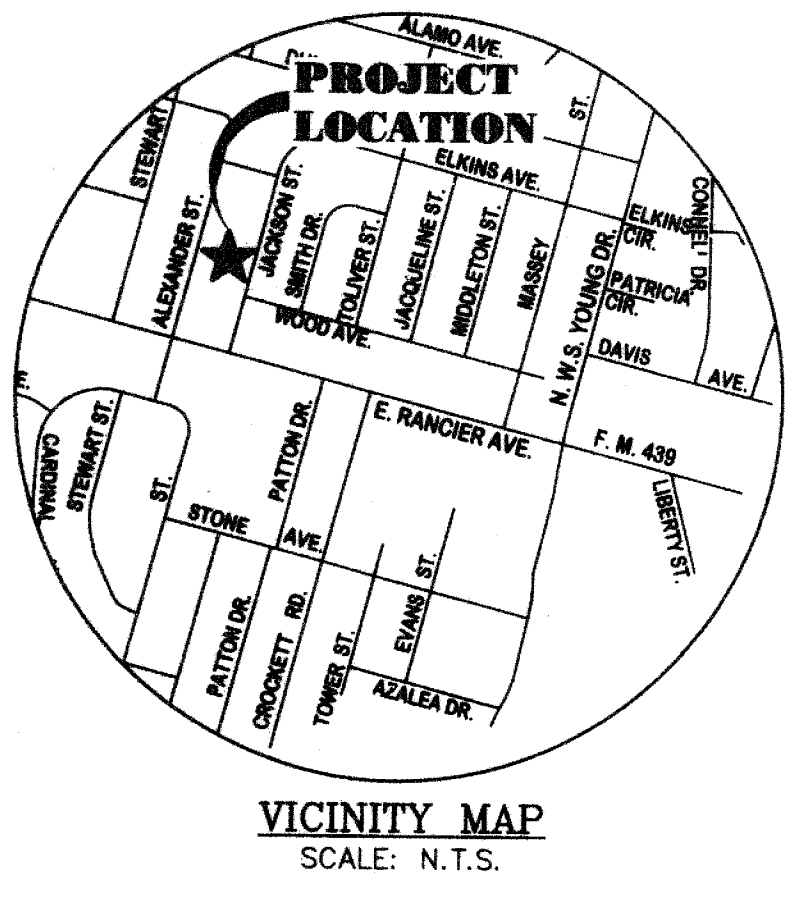 ALAMO AVE.
PROJECT
LOCATION
ST.
STEWART
ELKINS AVE.
CONNELL DR
ELKINS
CIR.
ALEXANDER ST.
JACKSON ST.
SMITH DR.
TOLIVER ST.
JACQUELINE ST.
MIDDLETON ST.
MASSEY
N. W.S. YOUNG DR.
PATRICIA
CIR.
WOOD AVE.
DAVIS
AVE.
E. RANCIER AVE.
F. M. 439
LIBERTY ST.
PATTON DR.
CARDINAL
STEWART ST.
ST.
STONE
AVE.
PATTON DR.
CROCKETT RD.
TOWER ST.
EVANS ST.
AZALEA DR.
VICINITY MAP
SCALE: N.T.S.